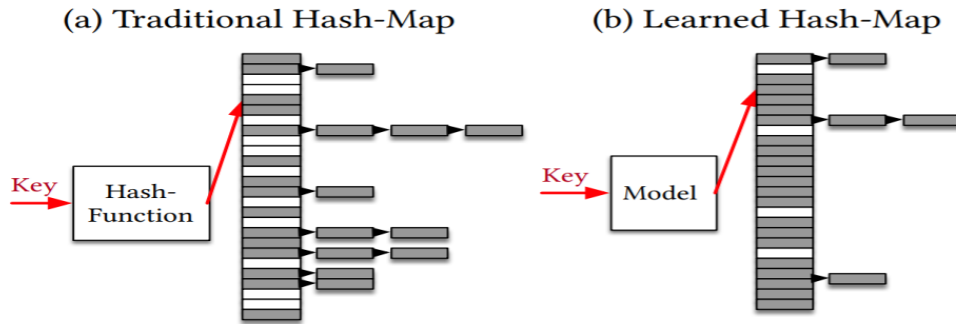 (a) Traditional Hash-Map
Key
Hash-
Function
(b) Learned Hash-Map
Key
Model